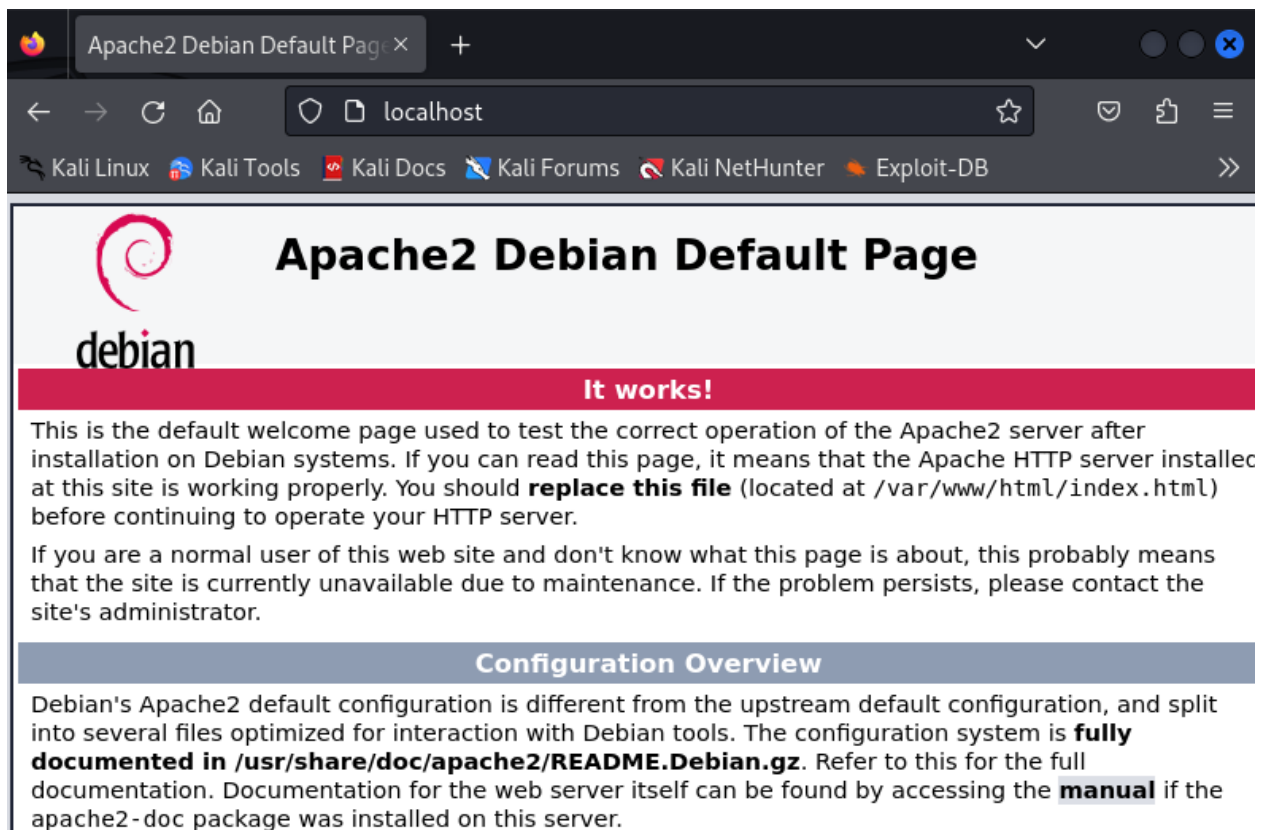 Apache2 Debian Default Page
localhost
Kali Linux Kali Tools Kali Docs Kali Forums Kali NetHunter Exploit-DB
Apache2 Debian Default Page
debian
It works!
This is the default welcome page used to test the correct operation of the Apache2 server after
installation on Debian systems. If you can read this page, it means that the Apache HTTP server installed
at this site is working properly. You should replace this file (located at /var/www/html/index.html)
before continuing to operate your HTTP server.
If you are a normal user of this web site and don't know what this page is about, this probably means
that the site is currently unavailable due to maintenance. If the problem persists, please contact the
site's administrator.
Configuration Overview
Debian's Apache2 default configuration is different from the upstream default configuration, and split
into several files optimized for interaction with Debian tools. The configuration system is fully
documented in /usr/share/doc/apache2/README.Debian.gz. Refer to this for the full
documentation. Documentation for the web server itself can be found by accessing the manual if the
apache2-doc package was installed on this server.